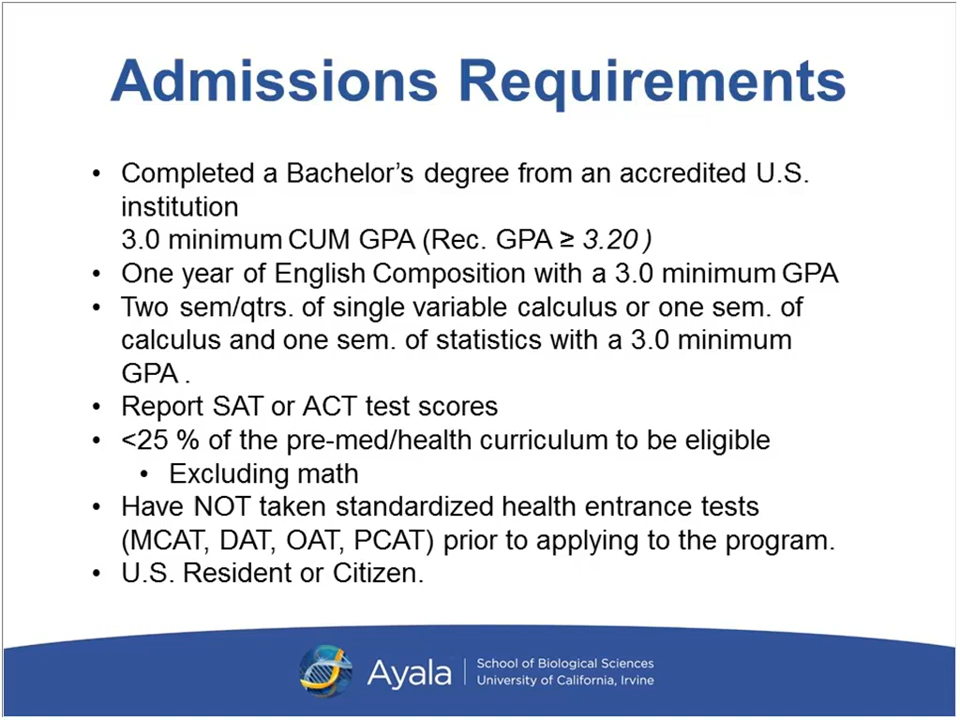 Admissions Requirements
• Completed a Bachelor’s degree from an accredited U.S.
institution
3.0 minimum CUM GPA (Rec. GPA ≥ 3.20 )
• One year of English Composition with a 3.0 minimum GPA
• Two sem/qtrs. of single variable calculus or one sem. of
calculus and one sem. of statistics with a 3.0 minimum
GPA .
• Report SAT or ACT test scores
• <25 % of the pre-med/health curriculum to be eligible
• Excluding math
• Have NOT taken standardized health entrance tests
(MCAT, DAT, OAT, PCAT) prior to applying to the program.
• U.S. Resident or Citizen.
Ayala
School of Biological Sciences
University of California, Irvine